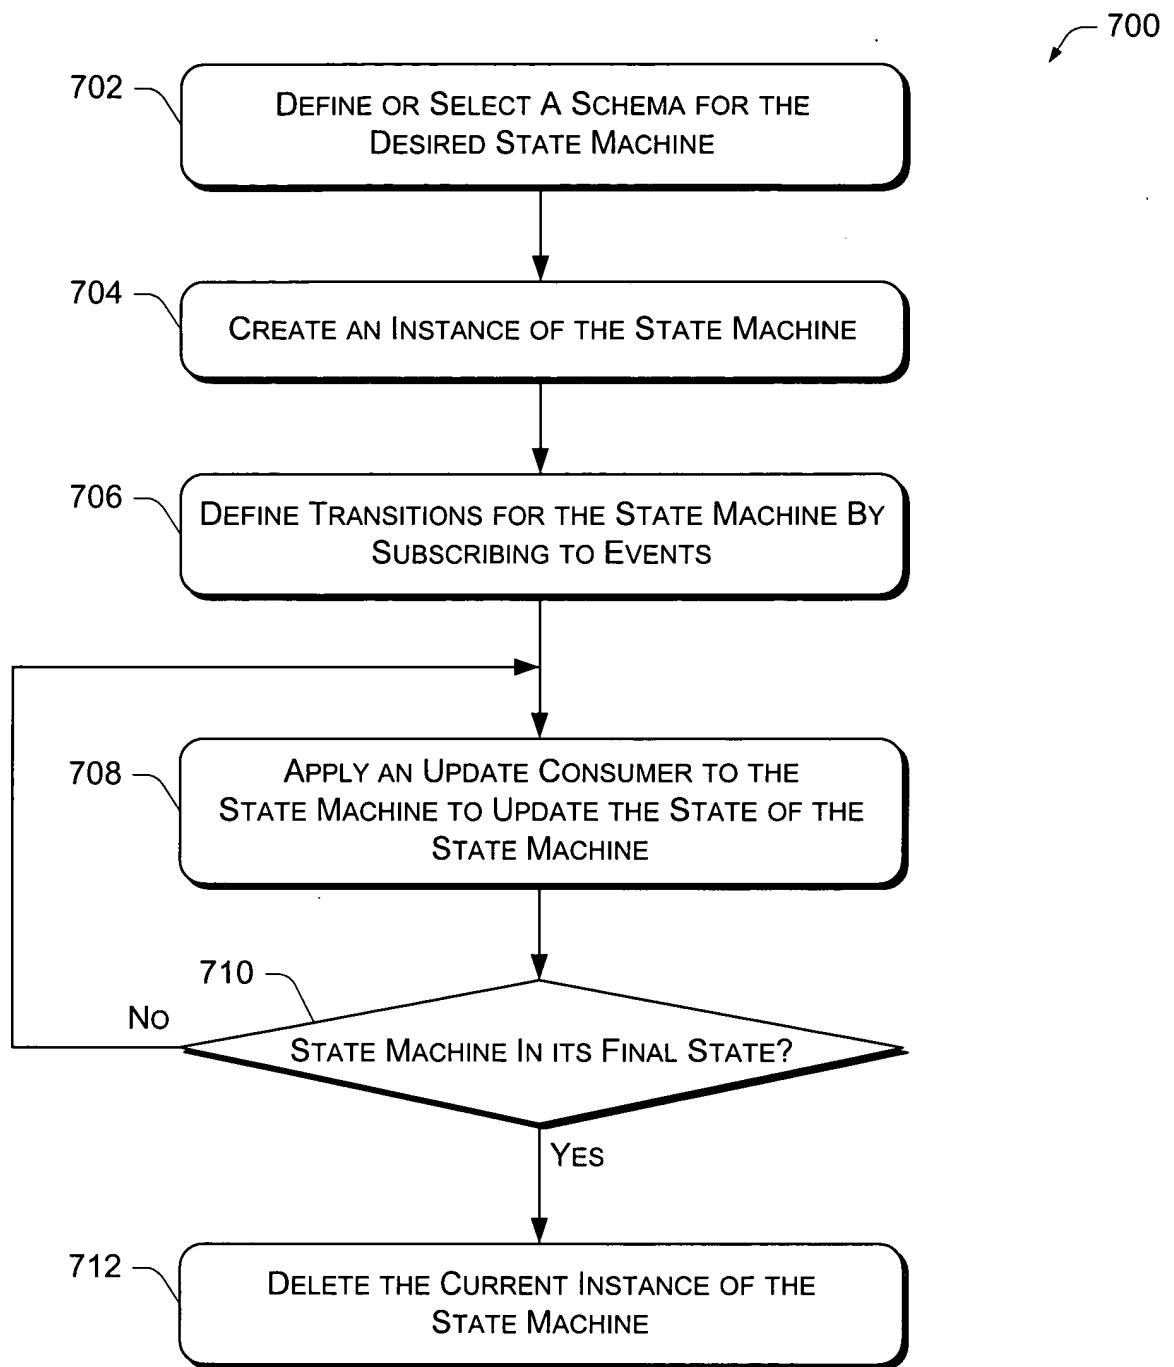 700
702
DEFINE OR SELECT A SCHEMA FOR THE
DESIRED STATE MACHINE
704
CREATE AN INSTANCE OF THE STATE MACHINE
706
DEFINE TRANSITIONS FOR THE STATE MACHINE BY
SUBSCRIBING TO EVENTS
708
APPLY AN UPDATE CONSUMER TO THE
STATE MACHINE TO UPDATE THE STATE OF THE
STATE MACHINE
710
NO
STATE MACHINE IN ITS FINAL STATE?
YES
712
DELETE THE CURRENT INSTANCE OF THE
STATE MACHINE